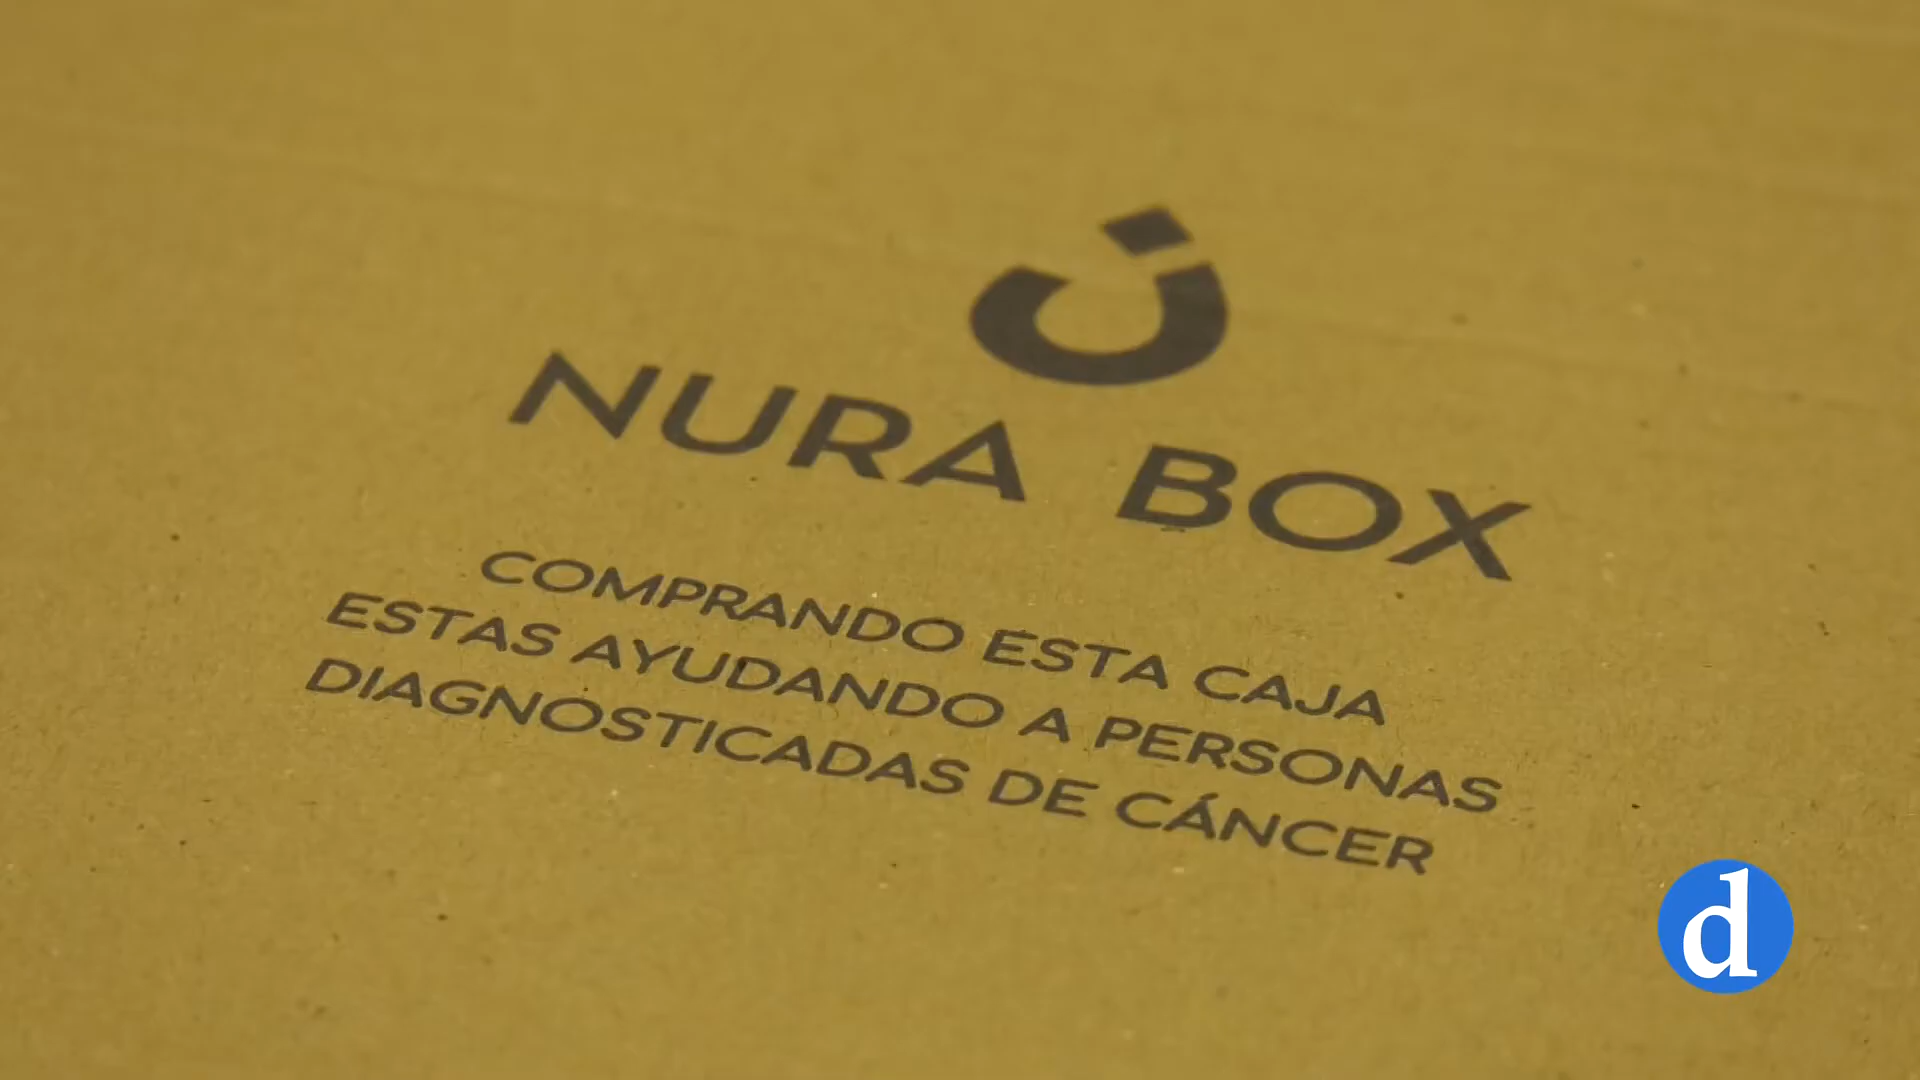 NURA BOX
COMPRANDO ESTA CAJA
ESTAS AYUDANDO A PERSONAS
DIAGNOSTICADAS DE CÁNCER
d